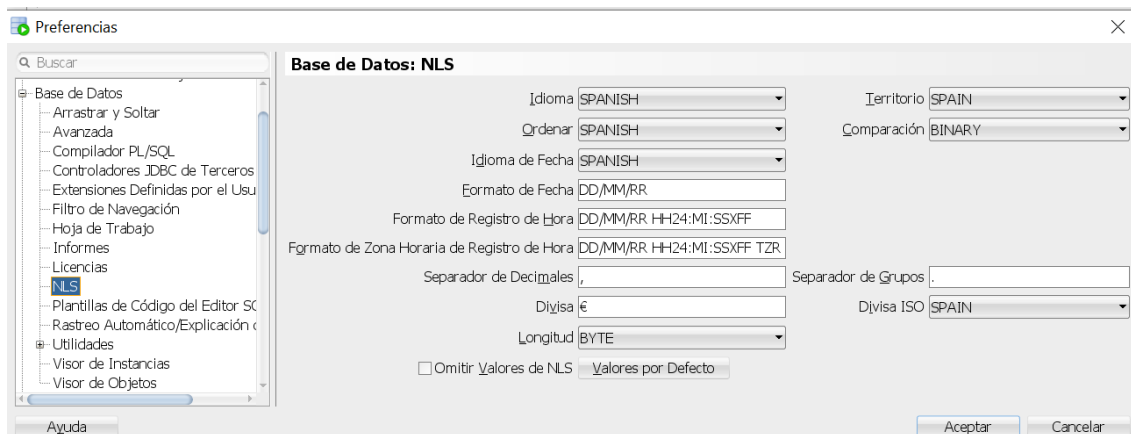 Preferencias
Buscar
Base de Datos
Arrastrar y Soltar
Avanzada
Compilador PL/SQL
Controladores JDBC de Terceros
Extensiones Definidas por el Usu
Filtro de Navegación
Hoja de Trabajo
Informes
Licencias
NLS
Plantillas de Código del Editor SQ
Rastreo Automático/Explicación
Utilidades
Visor de Instancias
Visor de Objetos
Base de Datos: NLS
Idioma SPANISH Territorio SPAIN
Ordenar SPANISH Comparación BINARY
Idioma de Fecha SPANISH
Formato de Fecha DD/MM/RR
Formato de Registro de Hora DD/MM/RR HH24:MI:SSXFF
Formato de Zona Horaria de Registro de Hora DD/MM/RR HH24:MI:SSXFF TZR
Separador de Decimales , Separador de Grupos .
Divisa € Divisa ISO SPAIN
Longitud BYTE
Omitir Valores de NLS Valores por Defecto
Ayuda Aceptar Cancelar